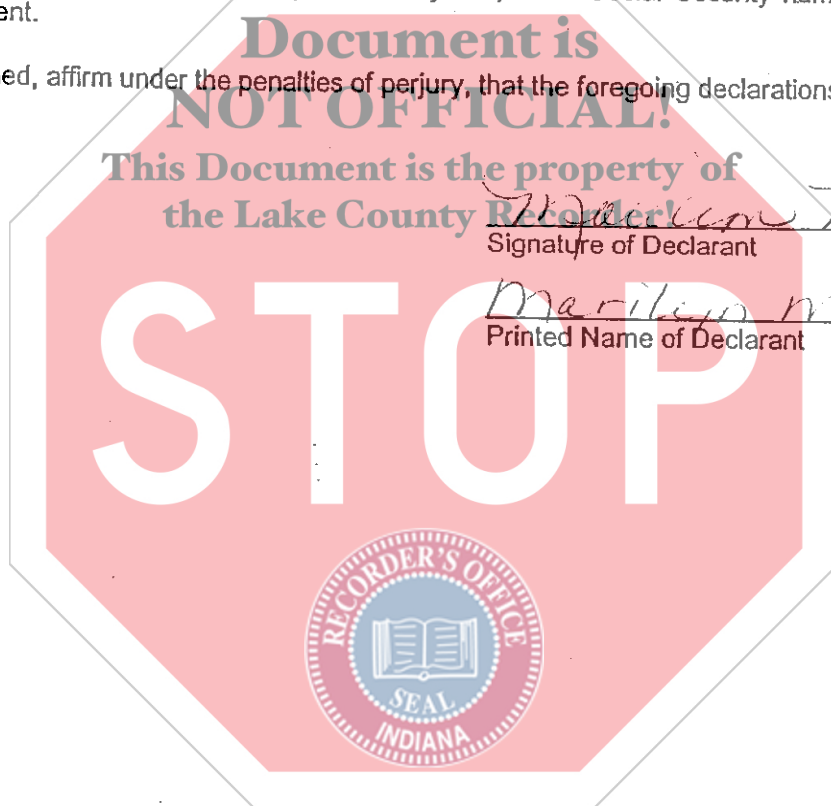 ent.
Document is
ed, affirm under the penalties of perjury, that the foregoing declarations
NOT OFFICIAL!
This Document is the property of
the Lake County Recorder!
Signature of Declarant
Marilyn M
Printed Name of Declarant
STOP
RECORDER'S OFFICE
SEAL
INDIANA